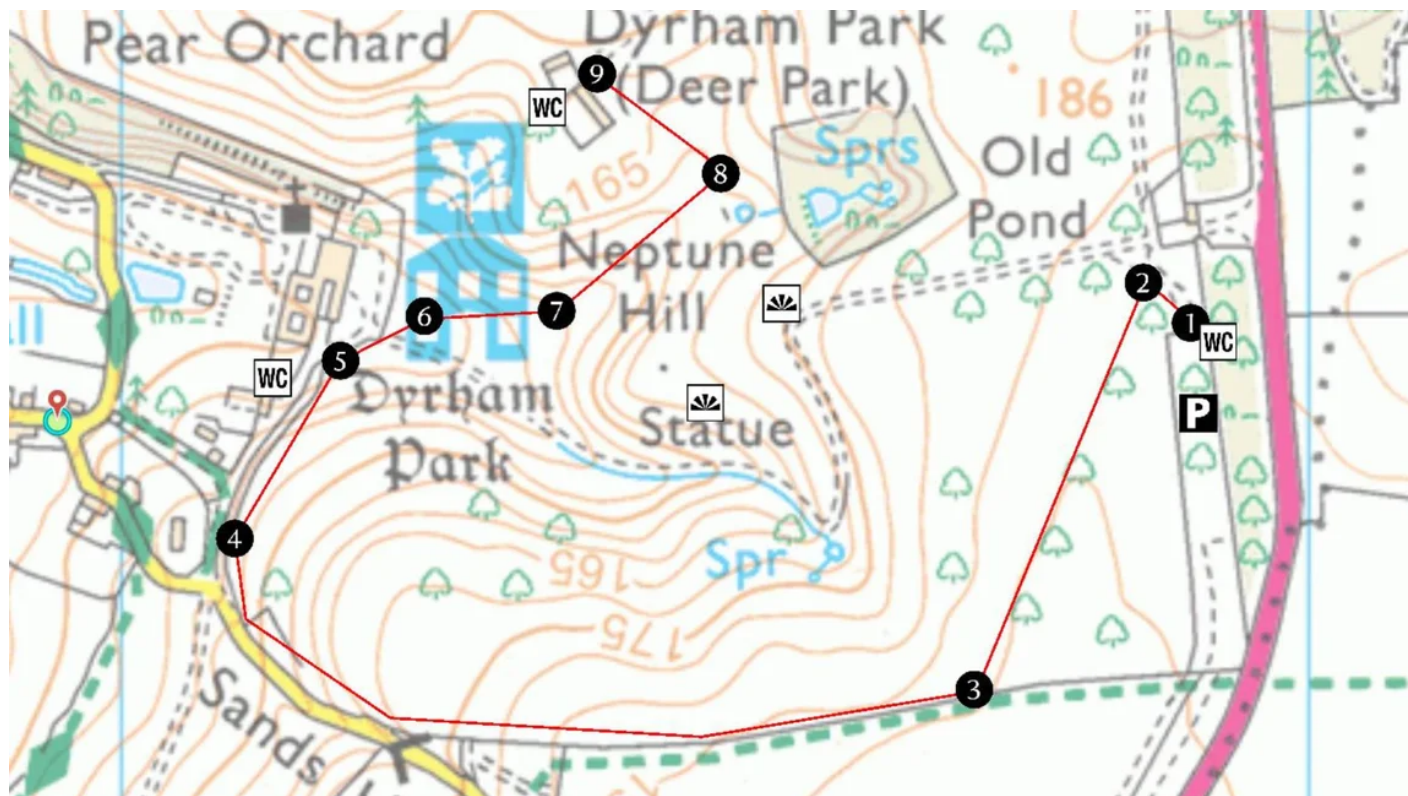 Pear Orchard
Dyrham Park
(Deer Park)
9
WC
186
165
8
Sprs
Old
Pond
Neptune
Hill
2
1
WC
7
6
5
WC
Dyrham
Park
Statue
P
4
165
Spr
175
3
Sands